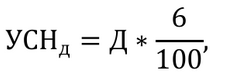 УСН_д = Д * 6/100,